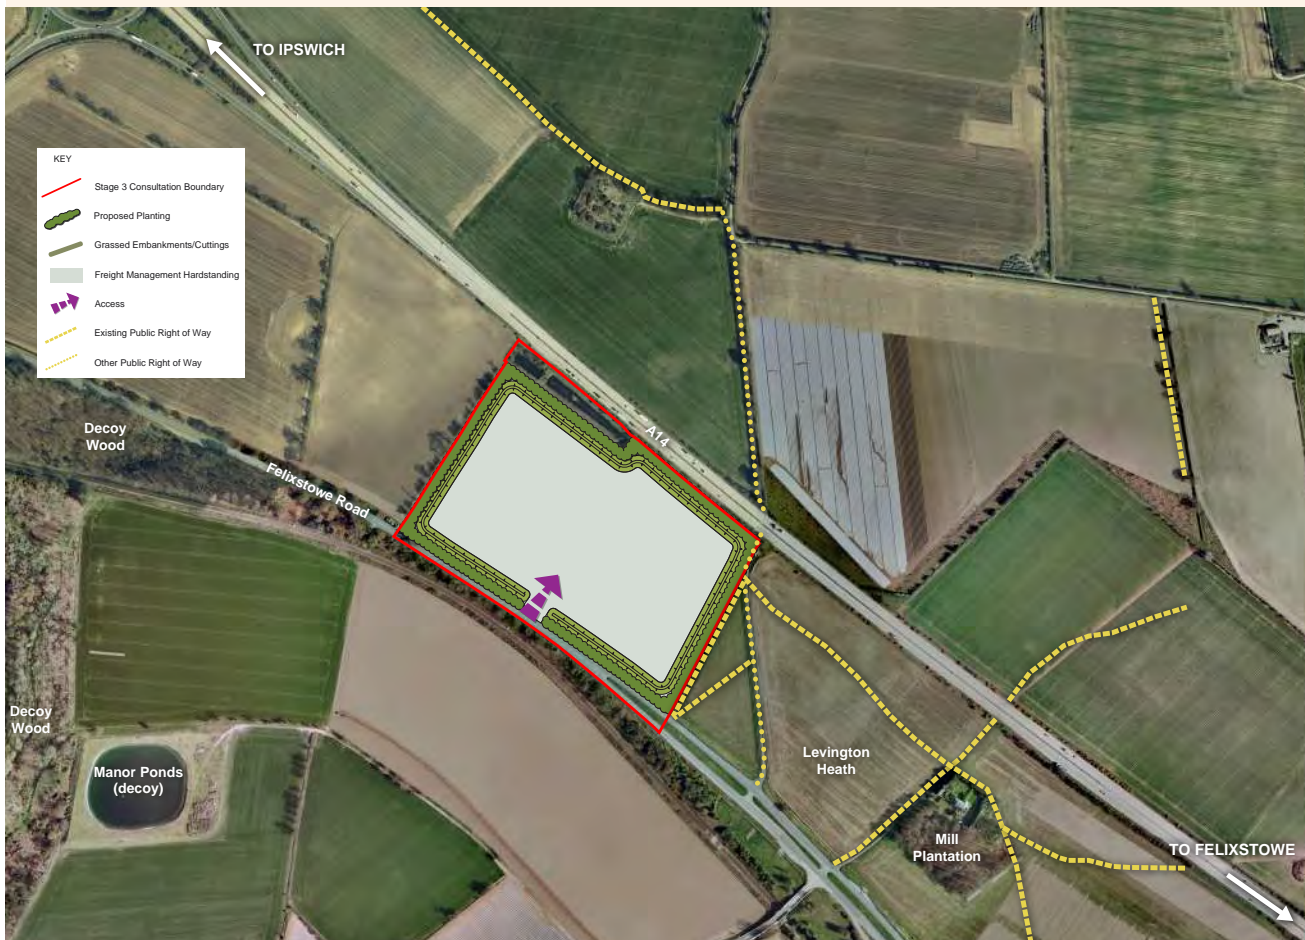 TO IPSWICH
KEY
Stage 3 Consultation Boundary
Proposed Planting
Grassed Embankments/Cuttings
Freight Management Hardstanding
Access
Existing Public Right of Way
Other Public Right of Way
A14
Decoy
Wood
Felixstowe Road
Decoy
Wood
Manor Ponds
(decoy)
Levington
Heath
Mill
Plantation
TO FELIXSTOWE